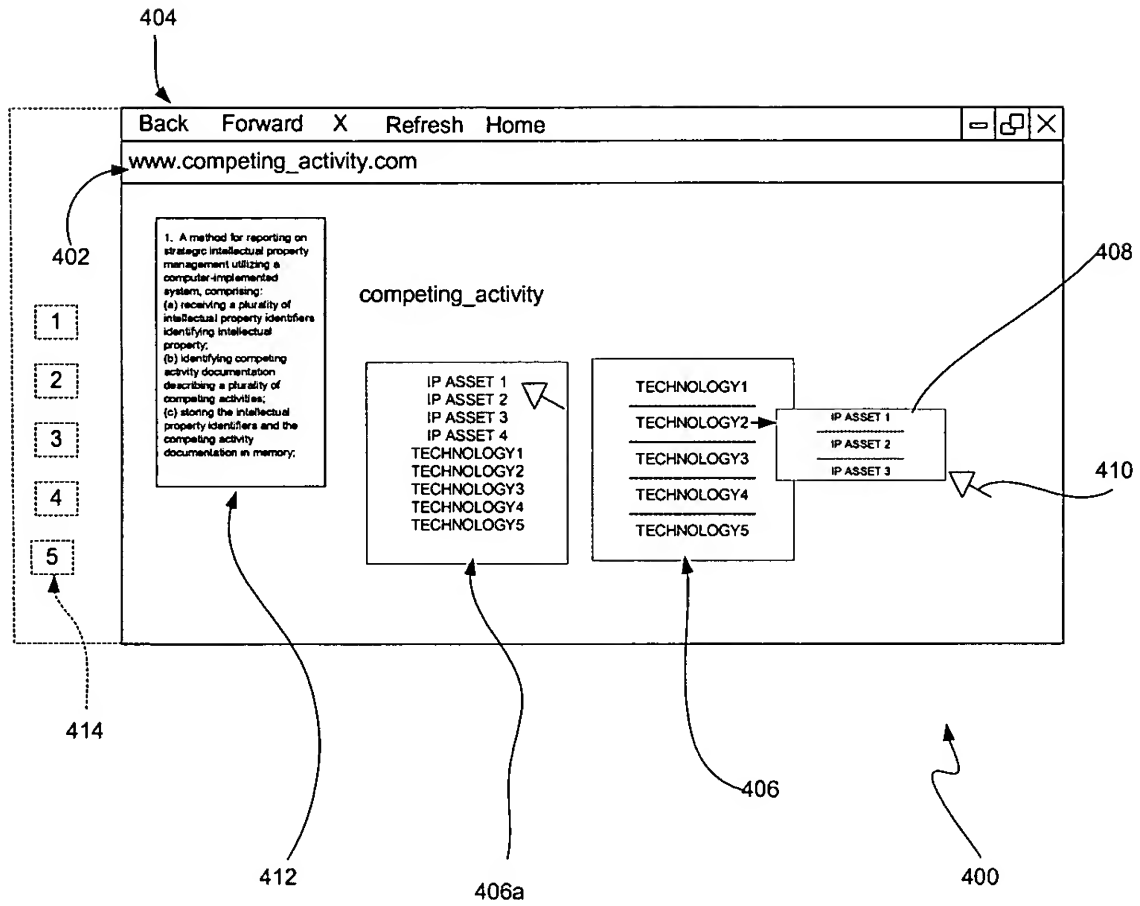 404
Back Forward X Refresh Home
www.competing_activity.com
402
1. A method for reporting on
strategic intellectual property
management utilizing a
computer-implemented
system, comprising:
(a) receiving a plurality of
intellectual property identifiers
identifying intellectual
property;
(b) identifying competing
activity documentation
describing a plurality of
competing activities;
(c) storing the intellectual
property identifiers and the
competing activity
documentation in memory;
competing_activity
408
1
2
3
4
5
IP ASSET 1
IP ASSET 2
IP ASSET 3
IP ASSET 4
TECHNOLOGY1
TECHNOLOGY2
TECHNOLOGY3
TECHNOLOGY4
TECHNOLOGY5
TECHNOLOGY1
TECHNOLOGY2
TECHNOLOGY3
TECHNOLOGY4
TECHNOLOGY5
IP ASSET 1
IP ASSET 2
IP ASSET 3
410
414
406
412
406a
400